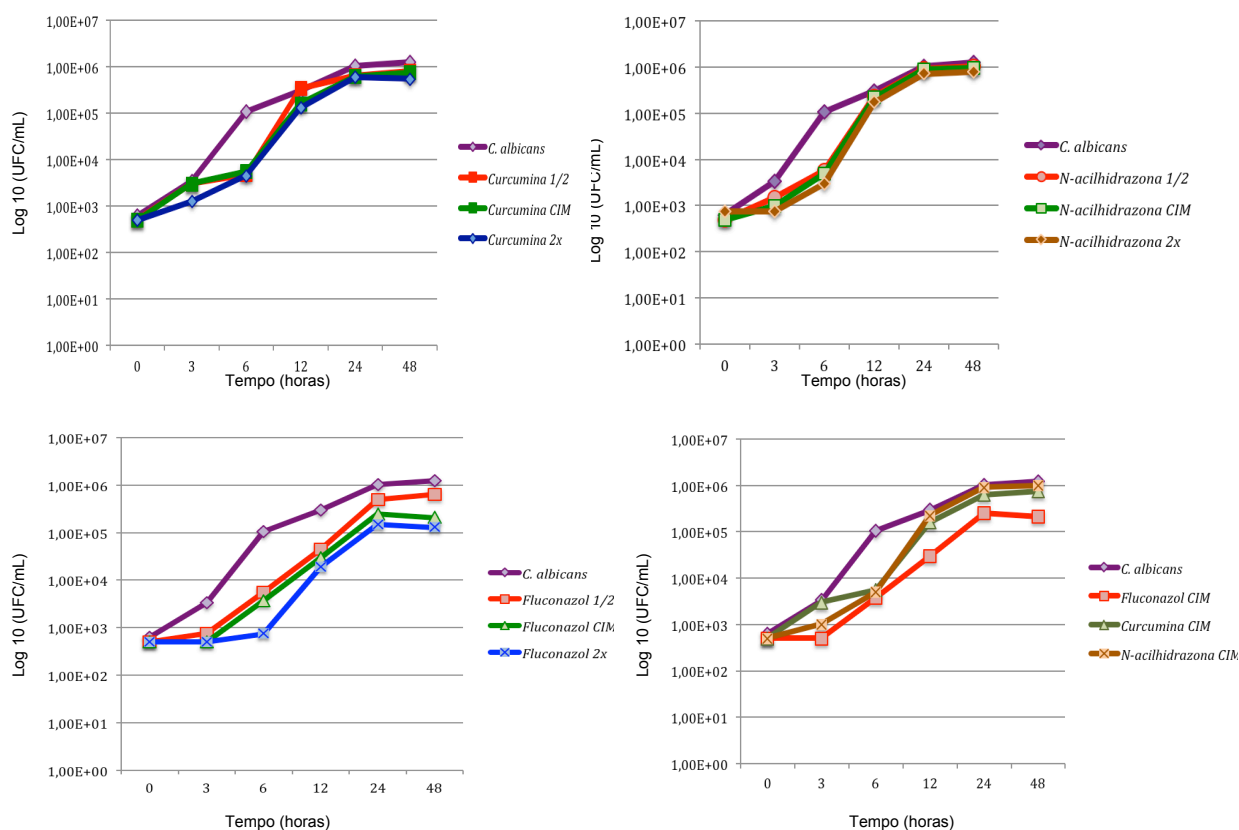 1,00E+07
1,00E+06
1,00E+05
1,00E+04
1,00E+03
1,00E+02
1,00E+01
1,00E+00
Log 10 (UFC/mL)
0 3 6 12 24 48
Tempo (horas)
C. albicans
Curcumina 1/2
Curcumina CIM
Curcumina 2x
1,00E+07
1,00E+06
1,00E+05
1,00E+04
1,00E+03
1,00E+02
1,00E+01
1,00E+00
Log 10 (UFC/mL)
0 3 6 12 24 48
Tempo (horas)
C. albicans
N-acilhidrazona 1/2
N-acilhidrazona CIM
N-acilhidrazona 2x
1,00E+07
1,00E+06
1,00E+05
1,00E+04
1,00E+03
1,00E+02
1,00E+01
1,00E+00
Log 10 (UFC/mL)
0 3 6 12 24 48
Tempo (horas)
C. albicans
Fluconazol 1/2
Fluconazol CIM
Fluconazol 2x
1,00E+07
1,00E+06
1,00E+05
1,00E+04
1,00E+03
1,00E+02
1,00E+01
1,00E+00
Log 10 (UFC/mL)
0 3 6 12 24 48
Tempo (horas)
C. albicans
Fluconazol CIM
Curcumina CIM
N-acilhidrazona CIM